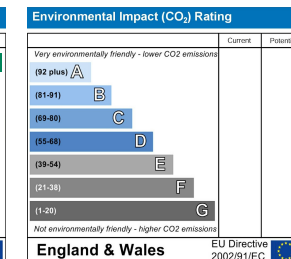 Environmental Impact (CO₂) Rating
Current Potenti
Very environmentally friendly - lower CO2 emissions
(92 plus) A
(81-91) B
(69-80) C
(55-68) D
(39-54) E
(21-38) F
(1-20) G
Not environmentally friendly - higher CO2 emissions
England & Wales
EU Directive
2002/91/EC